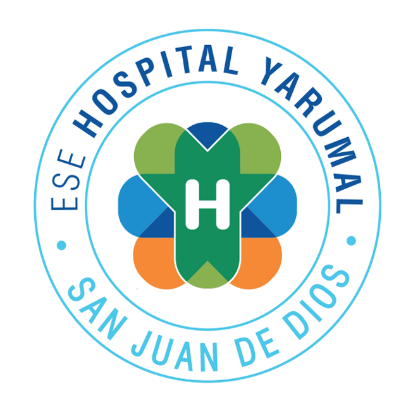 ESE HOSPITAL YARUMAL
H
SAN JUAN DE DIOS